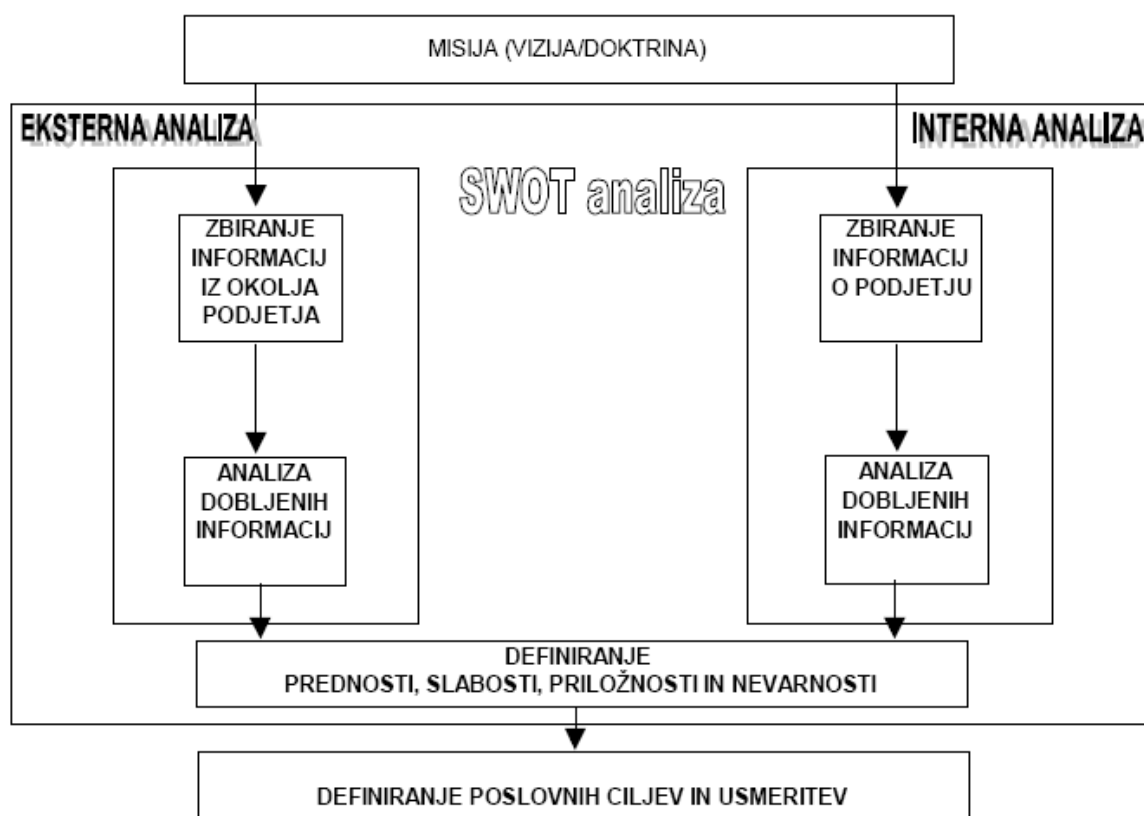 MISIJA (VIZIJA/DOKTRINA)
EKSTERNA ANALIZA
INTERNA ANALIZA
SWOT analiza
ZBIRANJE
INFORMACIJ
IZ OKOLJA
PODJETJA
ZBIRANJE
INFORMACIJ
O PODJETJU
ANALIZA
DOBLJENIH
INFORMACIJ
ANALIZA
DOBLJENIH
INFORMACIJ
DEFINIRANJE
PREDNOSTI, SLABOSTI, PRILOŽNOSTI IN NEVARNOSTI
DEFINIRANJE POSLOVNIH CILJEV IN USMERITEV